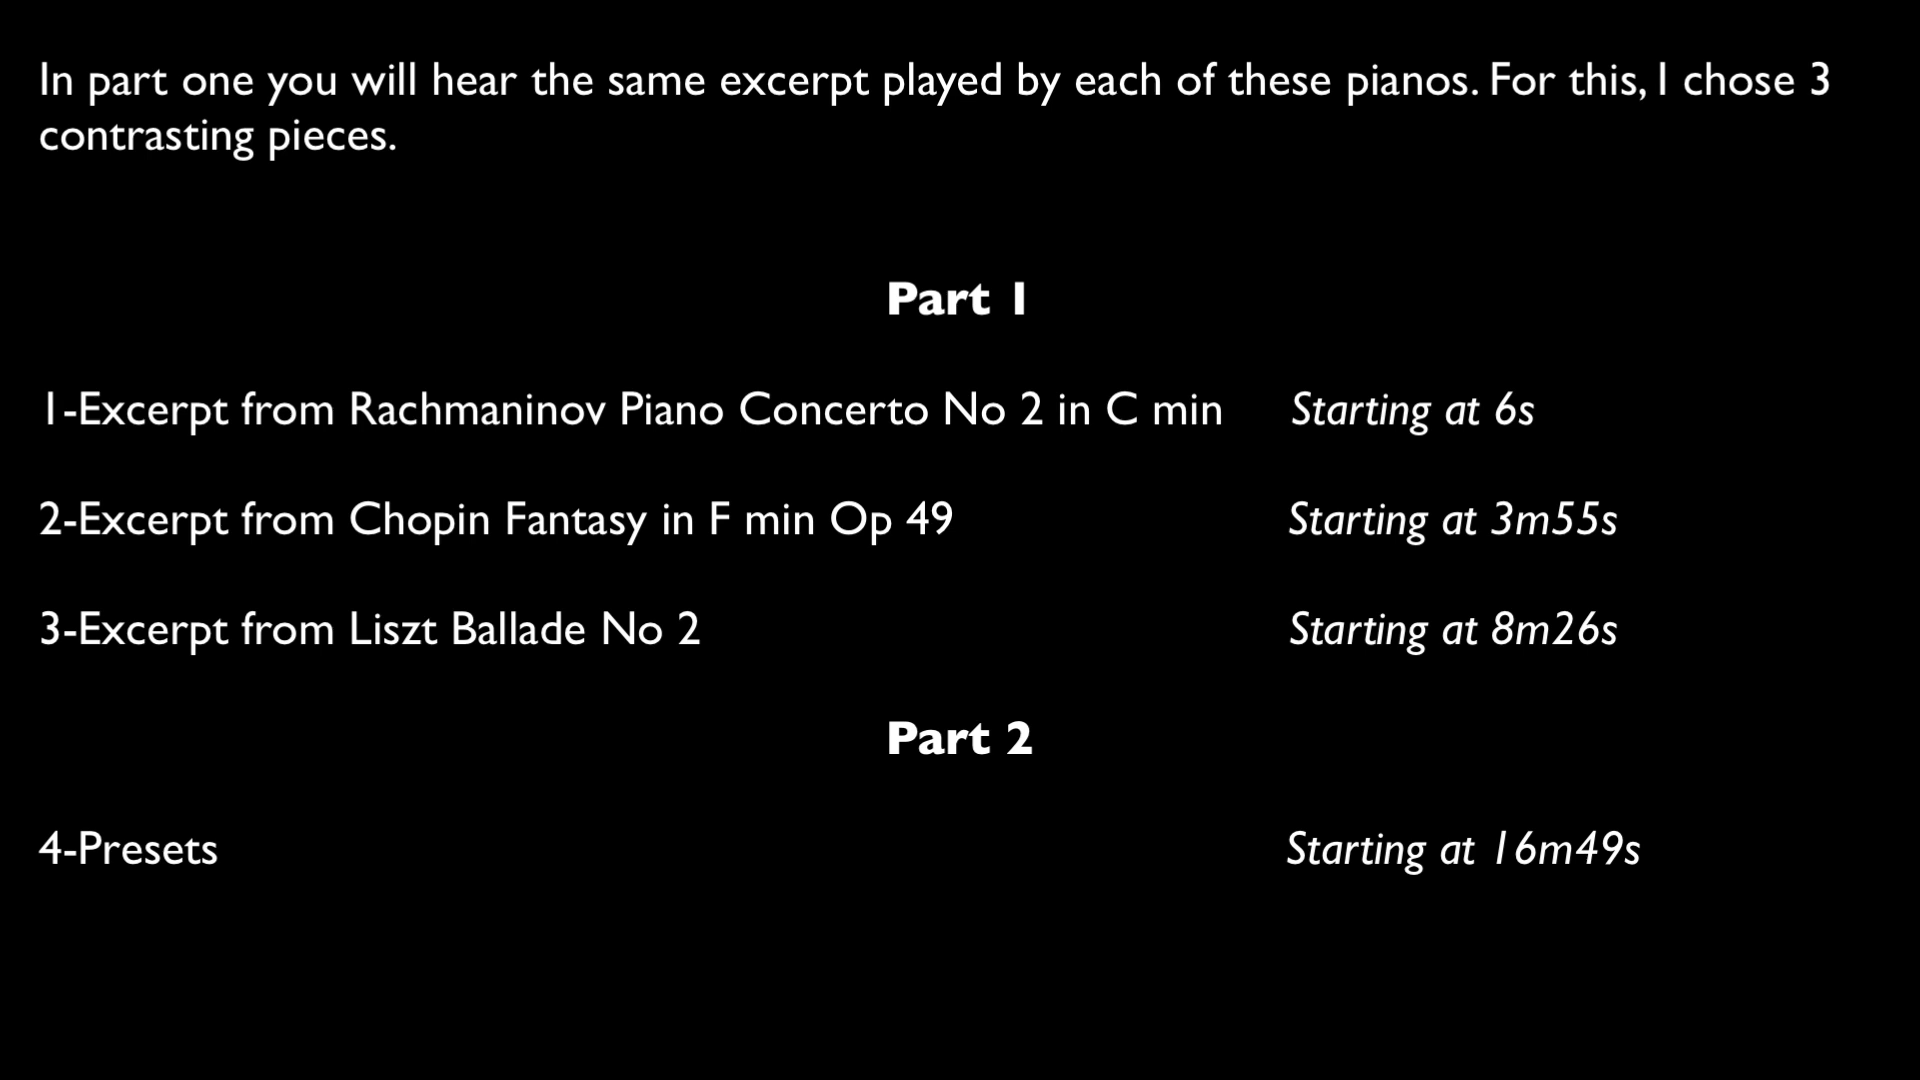 In part one you will hear the same excerpt played by each of these pianos. For this, I chose 3
contrasting pieces.
Part 1
1-Excerpt from Rachmaninov Piano Concerto No 2 in C min Starting at 6s
2-Excerpt from Chopin Fantasy in F min Op 49 Starting at 3m55s
3-Excerpt from Liszt Ballade No 2 Starting at 8m26s
Part 2
4-Presets Starting at 16m49s